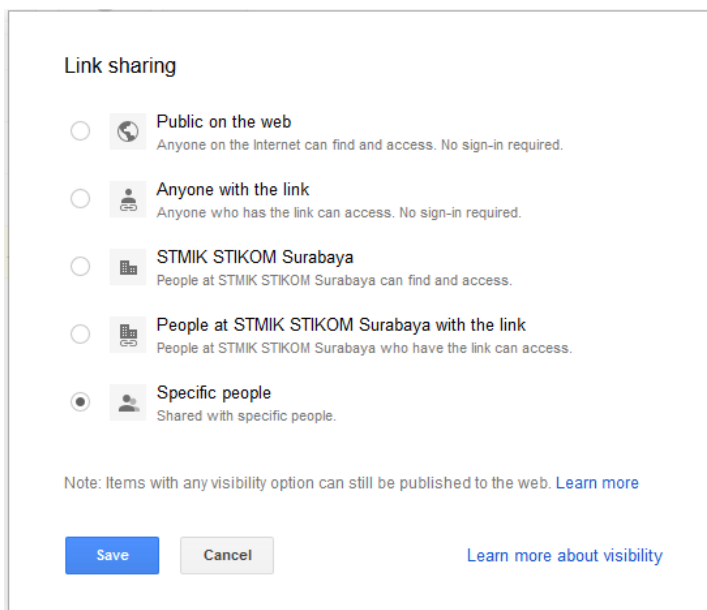 Link sharing
Public on the web
Anyone on the Internet can find and access. No sign-in required.
Anyone with the link
Anyone who has the link can access. No sign-in required.
STMIK STIKOM Surabaya
People at STMIK STIKOM Surabaya can find and access.
People at STMIK STIKOM Surabaya with the link
People at STMIK STIKOM Surabaya who have the link can access.
Specific people
Shared with specific people.
Note: Items with any visibility option can still be published to the web. Learn more
Save Cancel Learn more about visibility